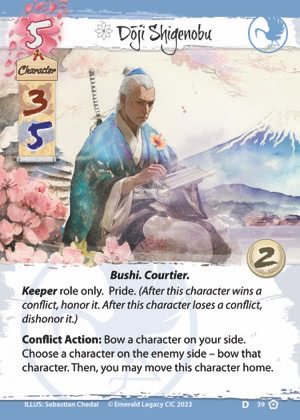 5
Dōji Shigenobu
Character
3
5
Bushi. Courtier.
2
Keeper role only. Pride. (After this character wins a
conflict, honor it. After this character loses a conflict,
dishonor it.)
Conflict Action: Bow a character on your side.
Choose a character on the enemy side – bow that
character. Then, you may move this character home.
ILLUS: Sebastian Chedal © Emerald Legacy CIC 2023 D 39